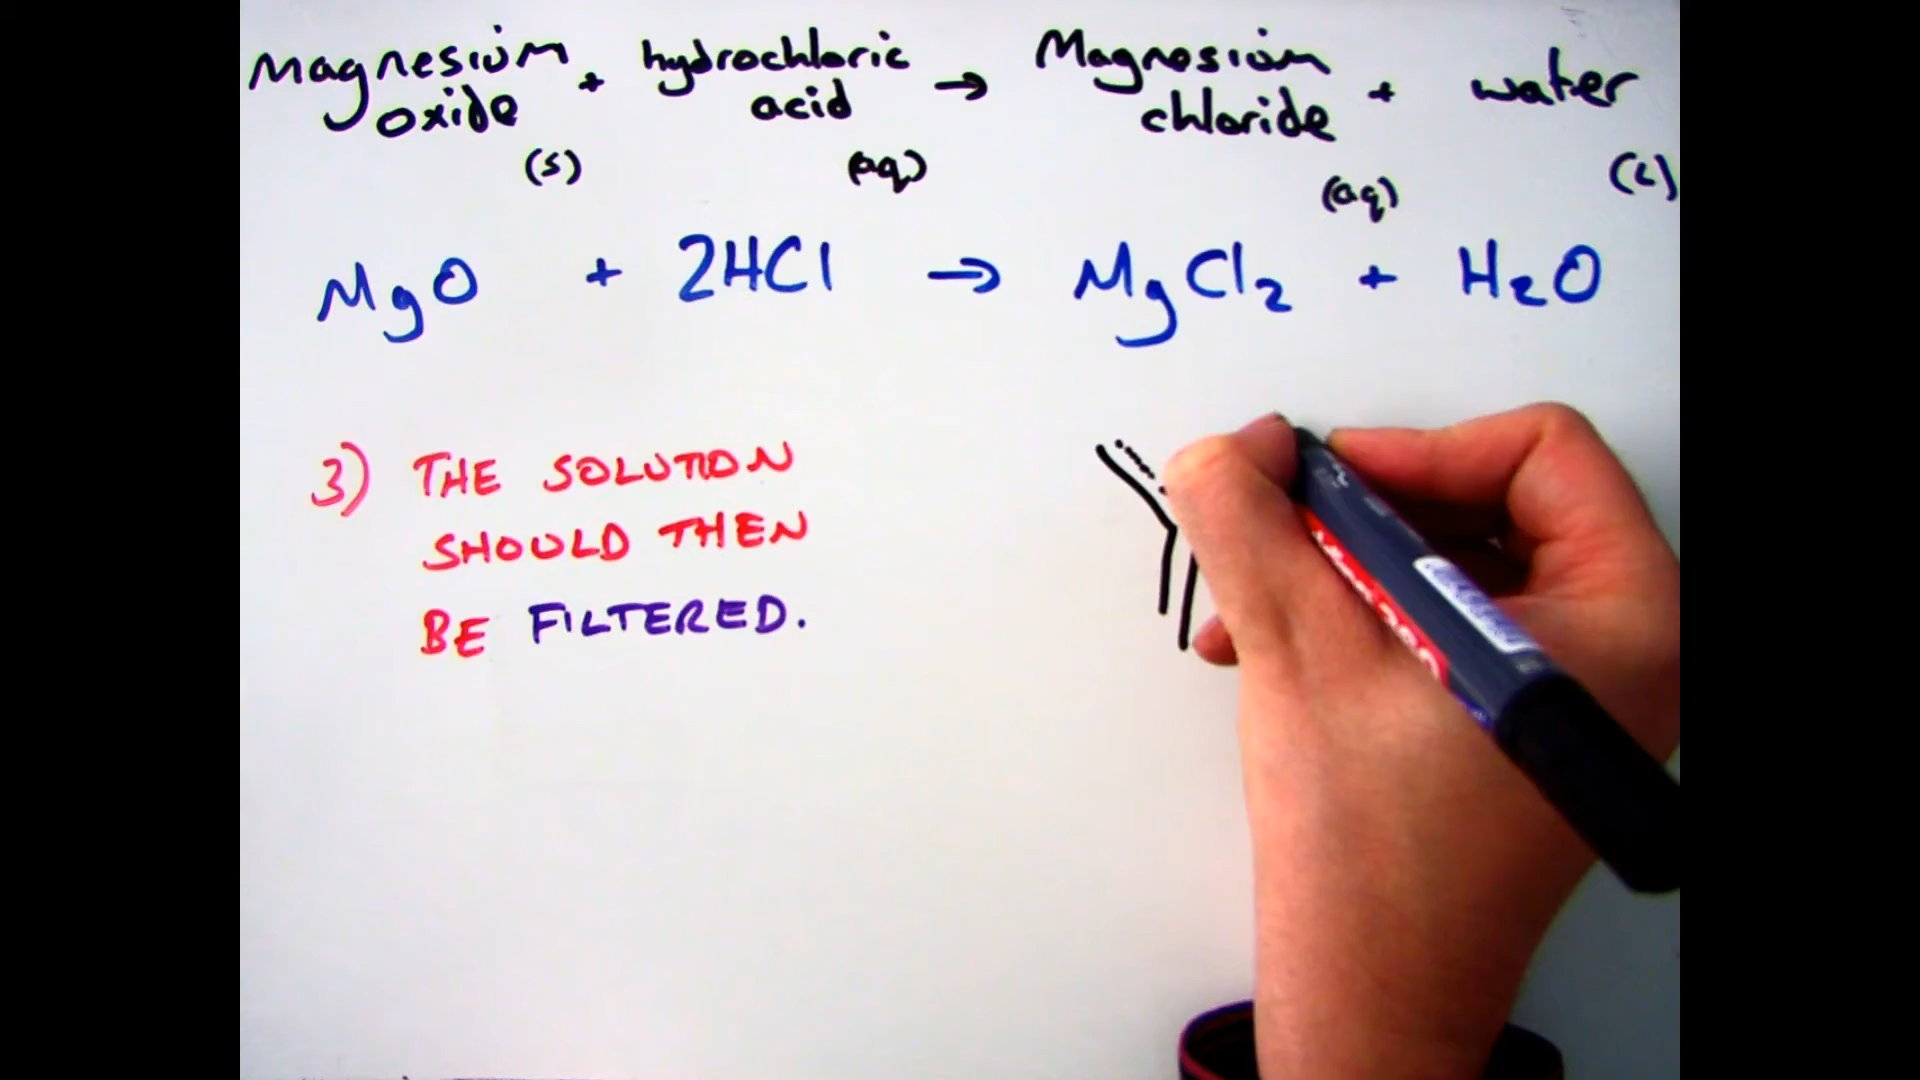 Magnesium + hydrochloric → Magnesium + water
oxide acid chloride
(s) (aq) (aq) (L)
MgO + 2HCl → MgCl₂ + H₂O
3) THE SOLUTION
SHOULD THEN
BE FILTERED.